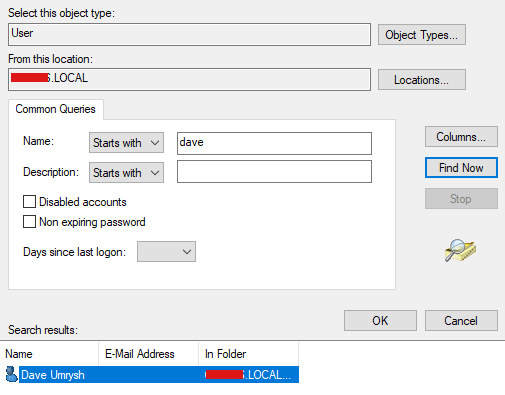 Select this object type:
User
Object Types...
From this location:
.LOCAL
Locations...
Common Queries
Name:
Starts with
dave
Columns...
Description:
Starts with
Find Now
Disabled accounts
Stop
Non expiring password
Days since last logon:
OK
Cancel
Search results:
Name E-Mail Address In Folder
Dave Umrysh .LOCAL...